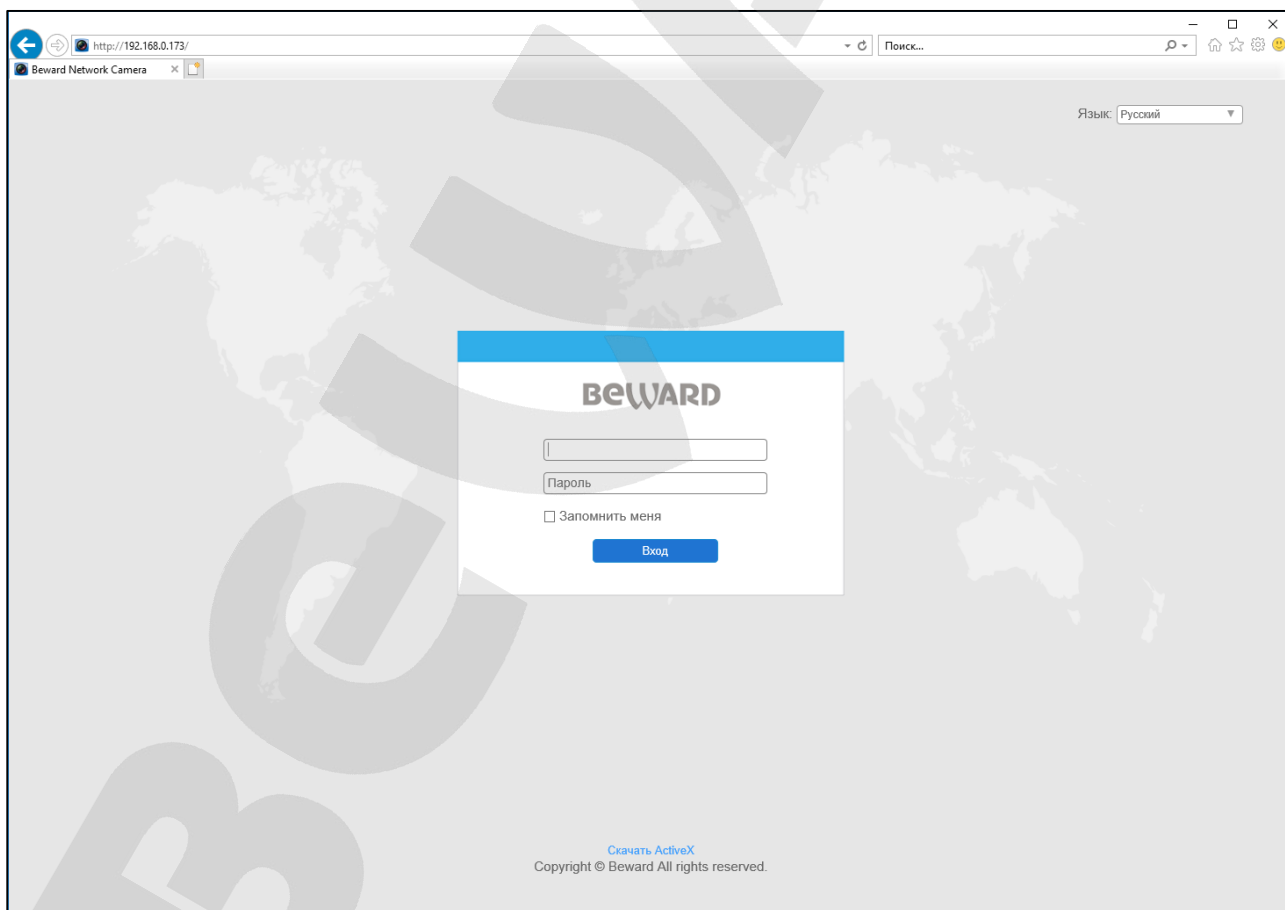 http://192.168.0.173/
Поиск...
Beward Network Camera
Язык: Русский
BEWARD
Пароль
Запомнить меня
Вход
Скачать ActiveX
Copyright © Beward All rights reserved.